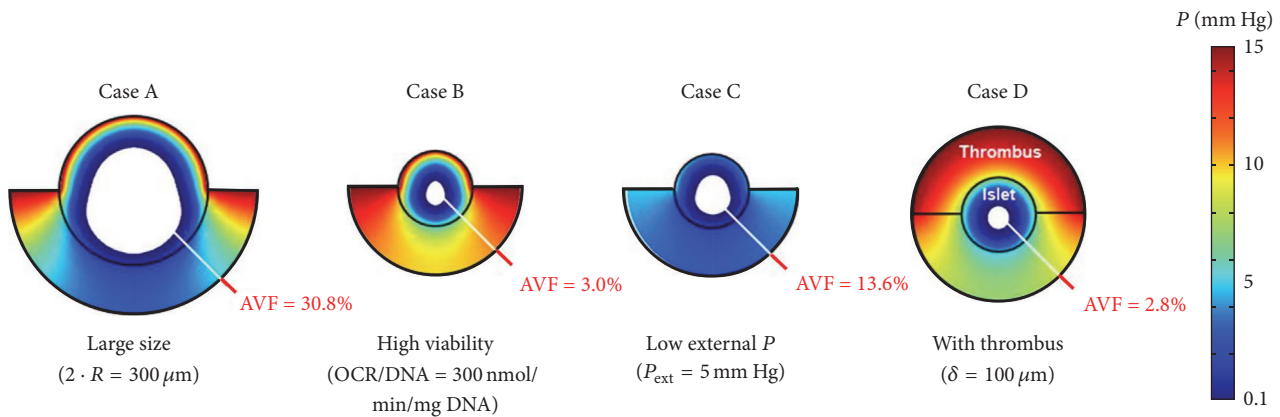 P (mm Hg)
15
10
5
0.1
Case A
AVF = 30.8%
Large size
(2 · R = 300 μm)
Case B
AVF = 3.0%
High viability
(OCR/DNA = 300 nmol/
min/mg DNA)
Case C
AVF = 13.6%
Low external P
(Pext = 5 mm Hg)
Case D
Thrombus
Islet
AVF = 2.8%
With thrombus
(δ = 100 μm)